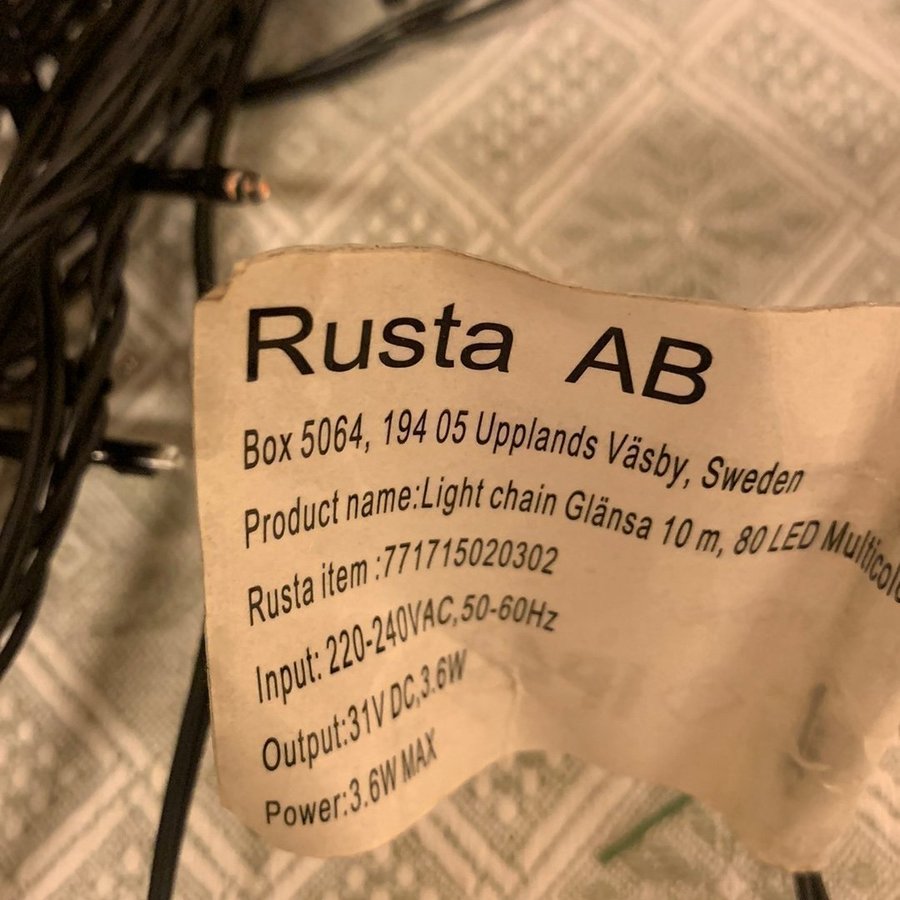 Rusta AB
Box 5064, 194 05 Upplands Väsby, Sweden
Product name:Light chain Glänsa 10 m, 80 LED Multicolo
Rusta item :771715020302
Input: 220-240VAC,50-60Hz
Output:31V DC,3.6W
Power:3.6W MAX